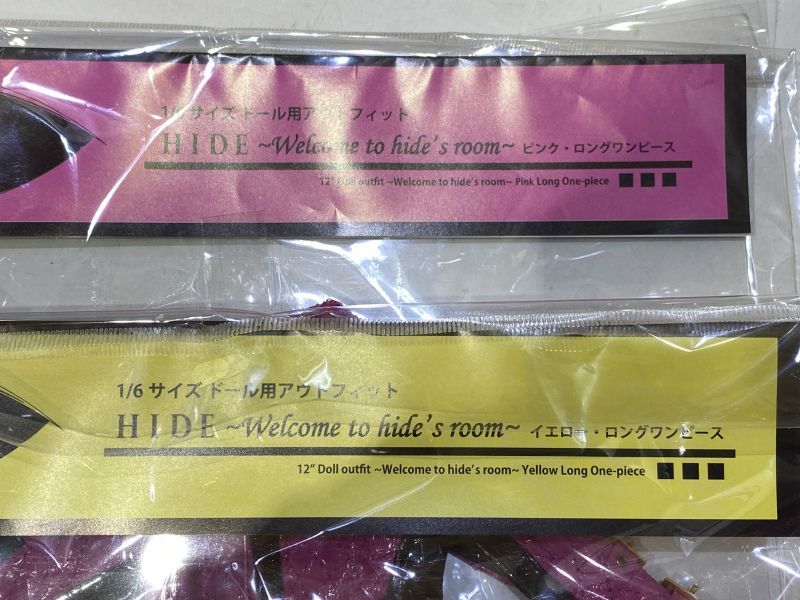 1/6 サイズ ドール用アウトフィット
HIDE ~Welcome to hide's room~ ピンク・ロングワンピース
12" Doll outfit ~Welcome to hide's room~ Pink Long One-piece
1/6 サイズ ドール用アウトフィット
HIDE ~Welcome to hide's room~ イエロー・ロングワンピース
12" Doll outfit ~Welcome to hide's room~ Yellow Long One-piece